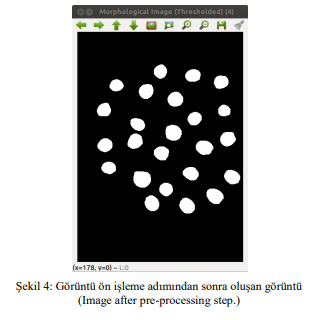 Morphological Image (Thresholded) (4)
(x=178, y=0) ~ L:0
Şekil 4: Görüntü ön işleme adımından sonra oluşan görüntü
(Image after pre-processing step.)